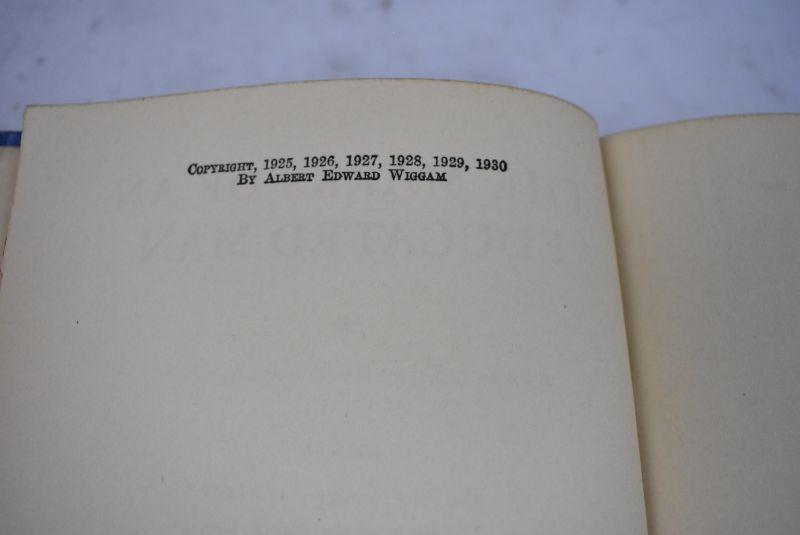 COPYRIGHT, 1925, 1926, 1927, 1928, 1929, 1930
BY ALBERT EDWARD WIGGAM